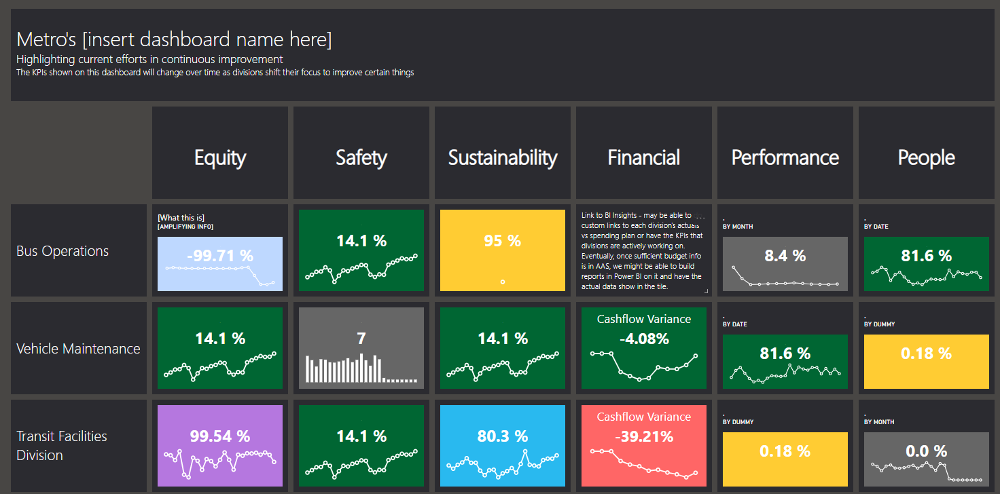 Metro's [insert dashboard name here]
Highlighting current efforts in continuous improvement
The KPIs shown on this dashboard will change over time as divisions shift their focus to improve certain things
Equity
Safety
Sustainability
Financial
Performance
People
Bus Operations
[What this is]
[AMPLIFYING INFO]
-99.71 %
14.1 %
95 %
Link to BI Insights - may be able to
custom links to each division's actuals
vs spending plan or have the KPIs that
divisions are actively working on.
Eventually, once sufficient budget info
is in AAS, we might be able to build
reports in Power BI on it and have the
actual data show in the tile.
.
BY MONTH
8.4 %
.
BY DATE
81.6 %
Vehicle Maintenance
14.1 %
7
14.1 %
Cashflow Variance
-4.08%
.
BY DATE
81.6 %
.
BY DUMMY
0.18 %
Transit Facilities
Division
99.54 %
14.1 %
80.3 %
Cashflow Variance
-39.21%
.
BY DUMMY
0.18 %
.
BY MONTH
0.0 %